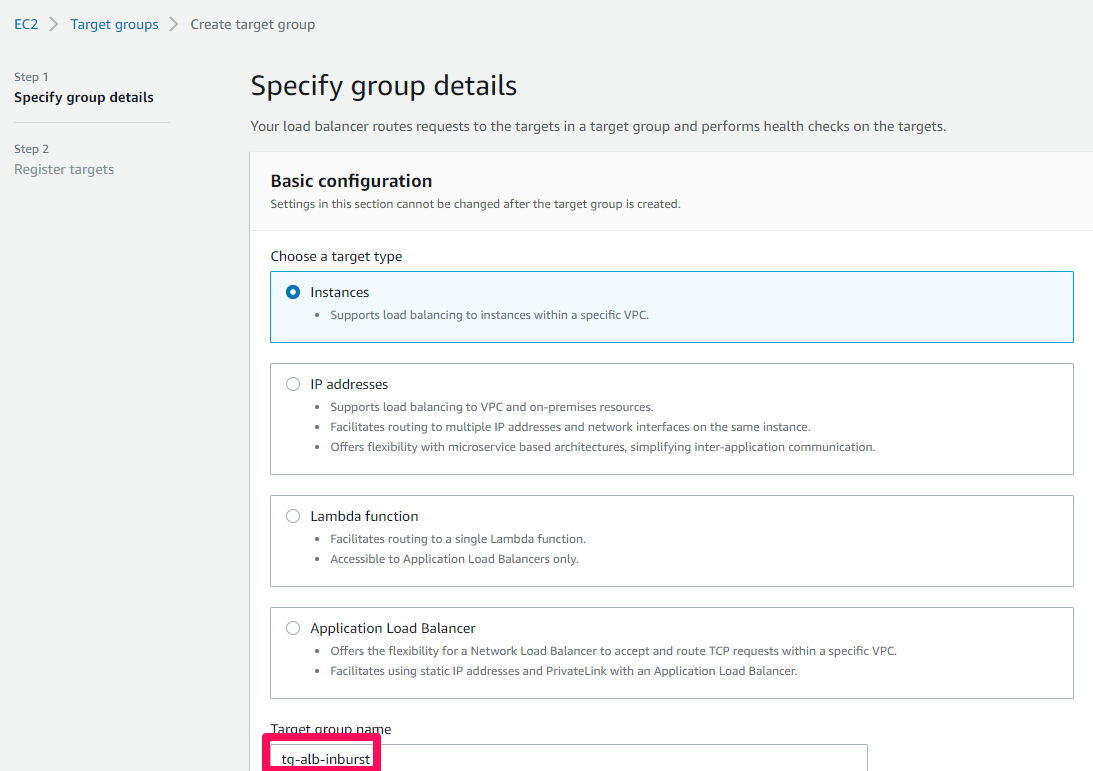 EC2 > Target groups > Create target group
Step 1
Specify group details
Step 2
Register targets
Specify group details
Your load balancer routes requests to the targets in a target group and performs health checks on the targets.
Basic configuration
Settings in this section cannot be changed after the target group is created.
Choose a target type
Instances
• Supports load balancing to instances within a specific VPC.
IP addresses
• Supports load balancing to VPC and on-premises resources.
• Facilitates routing to multiple IP addresses and network interfaces on the same instance.
• Offers flexibility with microservice based architectures, simplifying inter-application communication.
Lambda function
• Facilitates routing to a single Lambda function.
• Accessible to Application Load Balancers only.
Application Load Balancer
• Offers the flexibility for a Network Load Balancer to accept and route TCP requests within a specific VPC.
• Facilitates using static IP addresses and PrivateLink with an Application Load Balancer.
Target group name
tg-alb-inburst